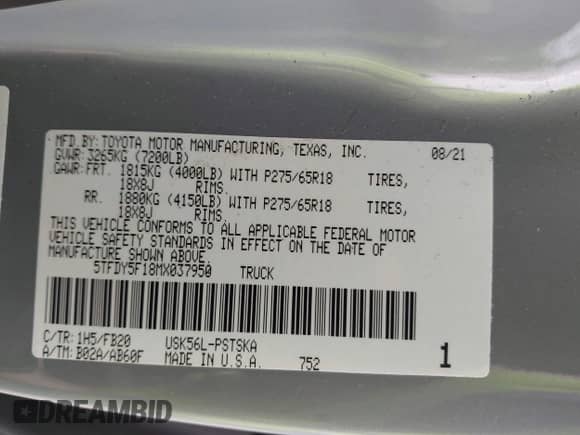 MFD.BY:TOYOTA MOTOR MANUFACTURING, TEXAS, INC. 08/21
GVWR:3265KG (7200LB)
GAWR:FRT. 1815KG (4000LB) WITH P275/65R18 TIRES,
18X8J RIMS.
RR. 1880KG (4150LB) WITH P275/65R18 TIRES,
18X8J RIMS.
THIS VEHICLE CONFORMS TO ALL APPLICABLE FEDERAL MOTOR
VEHICLE SAFETY STANDARDS IN EFFECT ON THE DATE OF
MANUFACTURE SHOWN ABOVE.
5TFDY5F18MX037950 TRUCK
C/TR:1H5/FB20 USK56L-PSTSKA
A/TM:B02A/AB60F MADE IN U.S.A. 752 1
DREAMBID